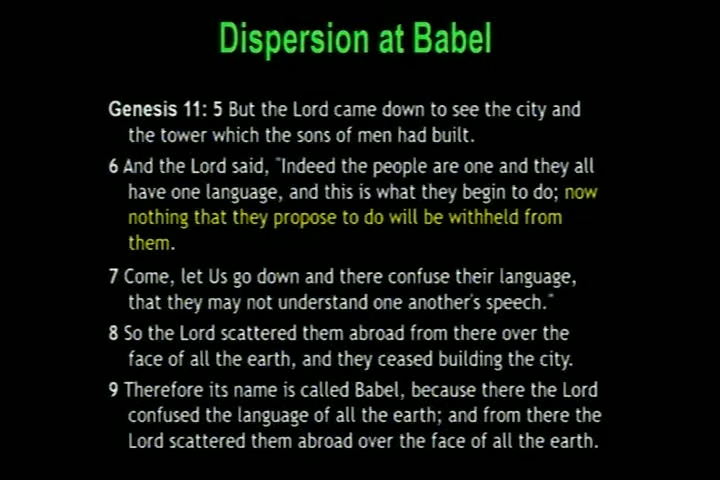 Dispersion at Babel
Genesis 11: 5 But the Lord came down to see the city and
the tower which the sons of men had built.
6 And the Lord said, "Indeed the people are one and they all
have one language, and this is what they begin to do; now
nothing that they propose to do will be withheld from
them.
7 Come, let Us go down and there confuse their language,
that they may not understand one another's speech."
8 So the Lord scattered them abroad from there over the
face of all the earth, and they ceased building the city.
9 Therefore its name is called Babel, because there the Lord
confused the language of all the earth; and from there the
Lord scattered them abroad over the face of all the earth.